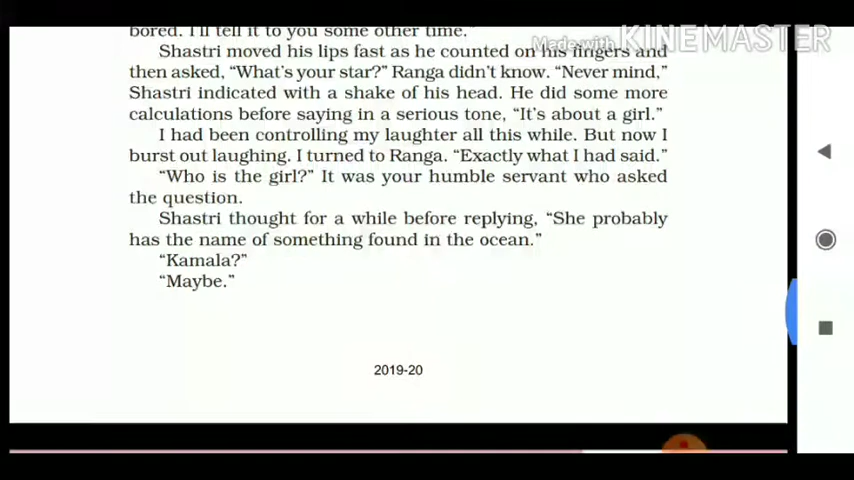 bored. I'll tell it to you some other time."
Made with KINEMASTER
Shastri moved his lips fast as he counted on his fingers and
then asked, "What's your star?" Ranga didn't know. "Never mind,"
Shastri indicated with a shake of his head. He did some more
calculations before saying in a serious tone, "It's about a girl."
I had been controlling my laughter all this while. But now I
burst out laughing. I turned to Ranga. "Exactly what I had said."
"Who is the girl?" It was your humble servant who asked
the question.
Shastri thought for a while before replying, "She probably
has the name of something found in the ocean."
"Kamala?"
"Maybe."
2019-20